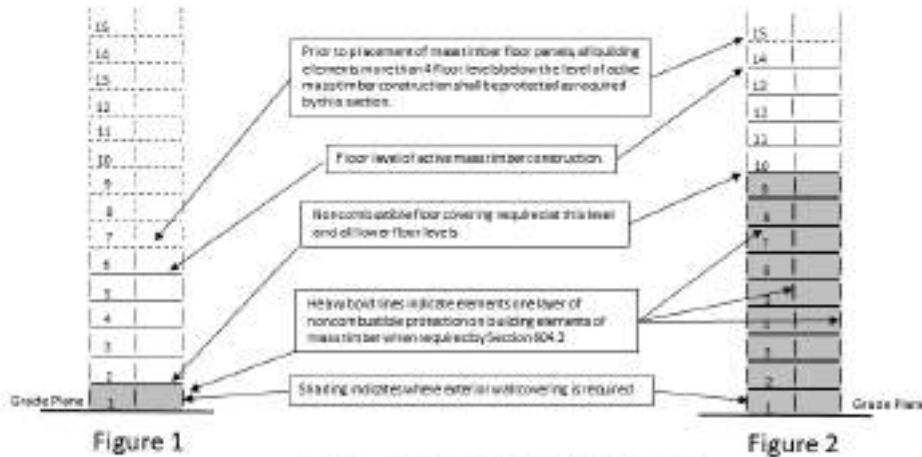 15
14
13
12
11
10
9
8
7
6
5
4
3
2
1
Grade Plane
Figure 1
Prior to placement of mass timber floor panels, all building
elements more than 4 floor levels below the level of active
mass timber construction shall be protected as required
by this section.
Floor level of active mass timber construction.
Noncombustible floor covering required at this level
and all lower floor levels
Heavy bold lines indicate elements one layer of
noncombustible protection on building elements of
mass timber when required by Section 604.2
Shading indicates where exterior wall covering is required
15
14
13
12
11
10
9
8
7
6
5
4
3
2
1
Grade Plane
Figure 2